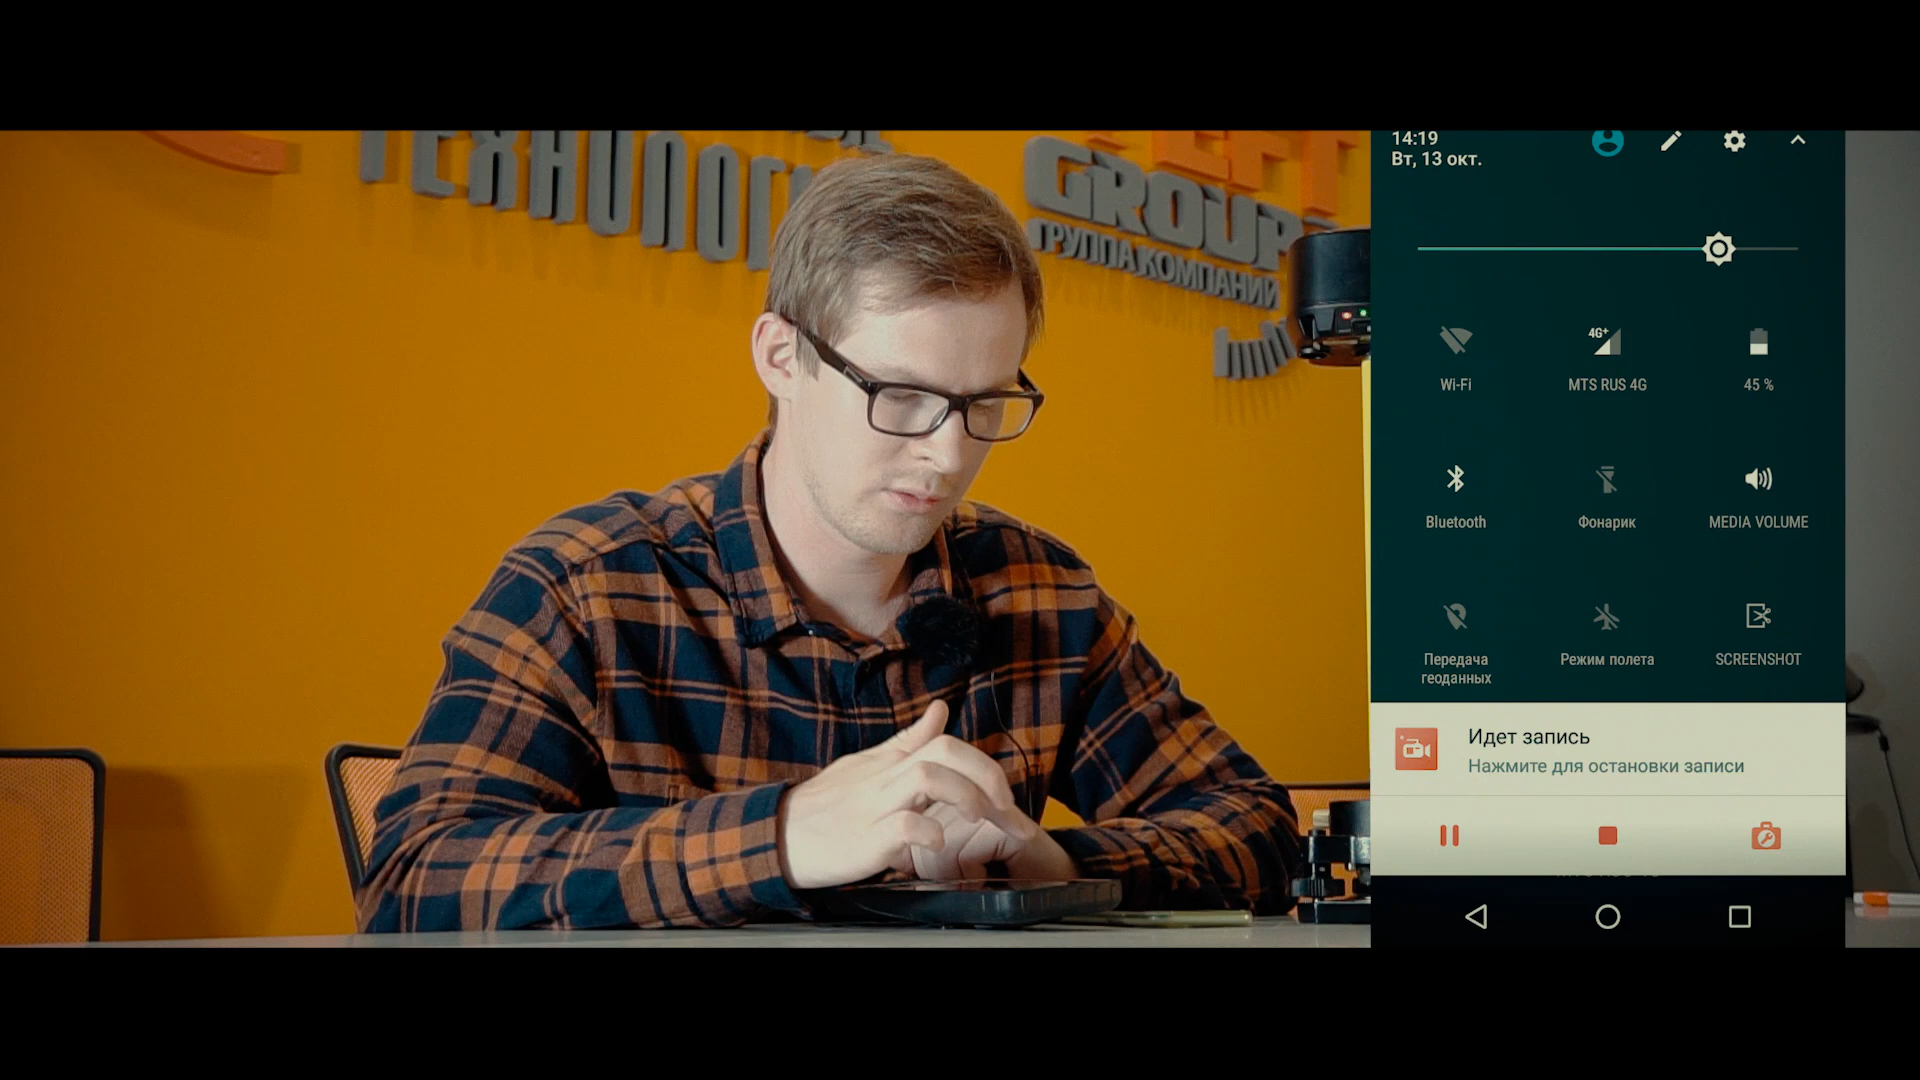 GROUP
ГРУППА КОМПАНИЙ
14:19
Вт, 13 окт.
4G+
Wi-Fi
MTS RUS 4G
45 %
Bluetooth
Фонарик
MEDIA VOLUME
Передача
геоданных
Режим полета
SCREENSHOT
Идет запись
Нажмите для остановки записи